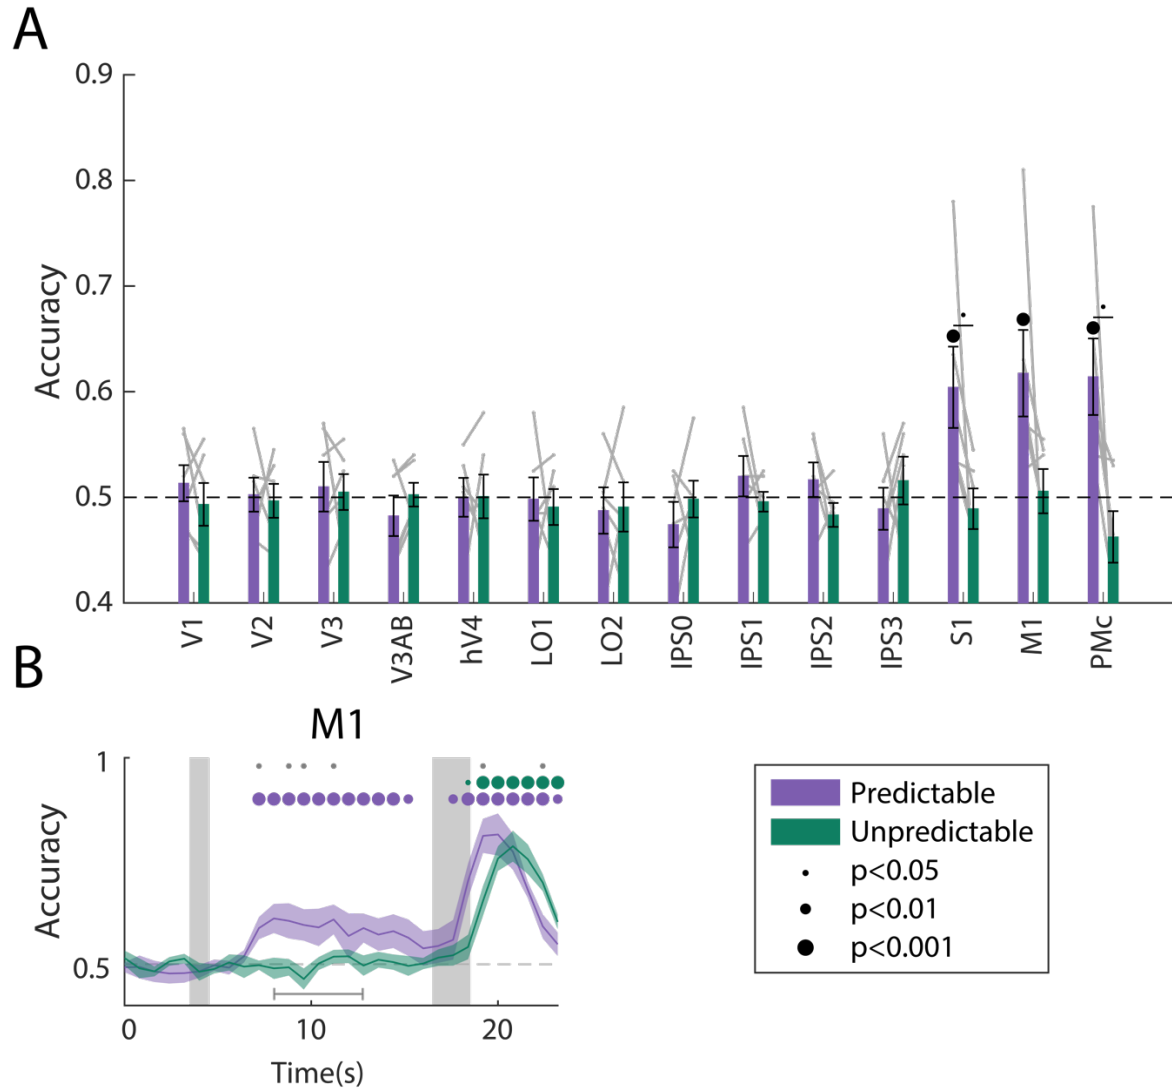 A
Accuracy
0.9
0.8
0.7
0.6
0.5
0.4
V1
V2
V3
V3AB
hV4
LO1
LO2
IPS0
IPS1
IPS2
IPS3
S1
M1
PMc
B
M1
Accuracy
1
0.5
0
10
20
Time(s)
Predictable
Unpredictable
p<0.05
p<0.01
p<0.001